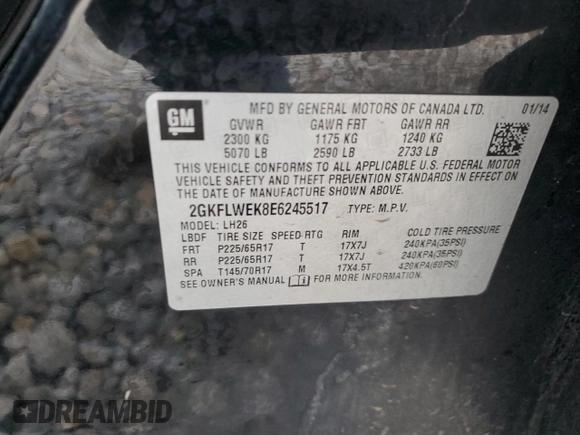 GM
MFD BY GENERAL MOTORS OF CANADA LTD. 01/14
GVWR GAWR FRT GAWR RR
2300 KG 1175 KG 1240 KG
5070 LB 2590 LB 2733 LB
THIS VEHICLE CONFORMS TO ALL APPLICABLE U.S. FEDERAL MOTOR
VEHICLE SAFETY AND THEFT PREVENTION STANDARDS IN EFFECT ON
THE DATE OF MANUFACTURE SHOWN ABOVE.
2GKFLWEK8E6245517 TYPE: M.P.V.
MODEL: LH26
LBDF TIRE SIZE SPEED RTG RIM COLD TIRE PRESSURE
FRT P225/65R17 T 17X7J 240KPA(35PSI)
RR P225/65R17 T 17X7J 240KPA(35PSI)
SPA T145/70R17 M 17X4.5T 420KPA(60PSI)
SEE OWNER'S MANUAL FOR MORE INFORMATION.
DREAMBID